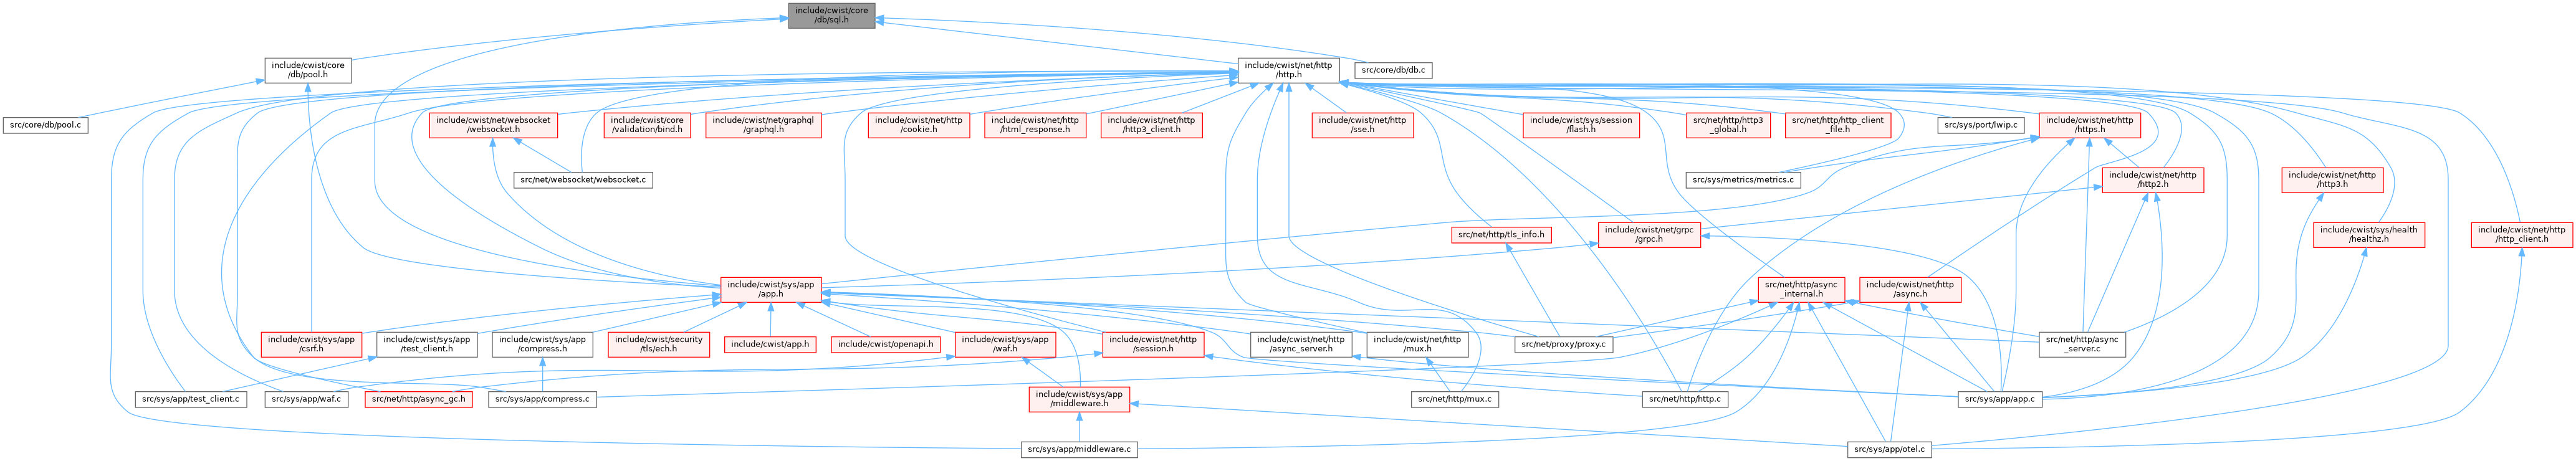 include/cwist/core
/db/sql.h
include/cwist/core
/db/pool.h
include/cwist/net/http
/http.h
src/core/db/db.c
src/core/db/pool.c
include/cwist/net/websocket
/websocket.h
include/cwist/core
/validation/bind.h
include/cwist/net/graphql
/graphql.h
include/cwist/net/http
/cookie.h
include/cwist/net/http
/html_response.h
include/cwist/net/http
/http3_client.h
include/cwist/net/http
/sse.h
include/cwist/sys/session
/flash.h
src/net/http/http3
_global.h
src/net/http/http_client
_file.h
src/sys/port/lwip.c
include/cwist/net/http
/https.h
src/net/websocket/websocket.c
src/sys/metrics/metrics.c
include/cwist/net/http
/http2.h
include/cwist/net/http
/http3.h
src/net/http/tls_info.h
include/cwist/net/grpc
/grpc.h
include/cwist/sys/health
/healthz.h
include/cwist/net/http
/http_client.h
include/cwist/sys/app
/app.h
src/net/http/async
_internal.h
include/cwist/net/http
/async.h
include/cwist/sys/app
/csrf.h
include/cwist/sys/app
/test_client.h
include/cwist/sys/app
/compress.h
include/cwist/security
/tls/ech.h
include/cwist/app.h
include/cwist/openapi.h
include/cwist/sys/app
/waf.h
include/cwist/net/http
/session.h
include/cwist/net/http
/async_server.h
include/cwist/net/http
/mux.h
src/net/proxy/proxy.c
src/net/http/async
_server.c
src/sys/app/test_client.c
src/sys/app/waf.c
src/net/http/async_gc.h
src/sys/app/compress.c
include/cwist/sys/app
/middleware.h
src/net/http/mux.c
src/net/http/http.c
src/sys/app/app.c
src/sys/app/middleware.c
src/sys/app/otel.c